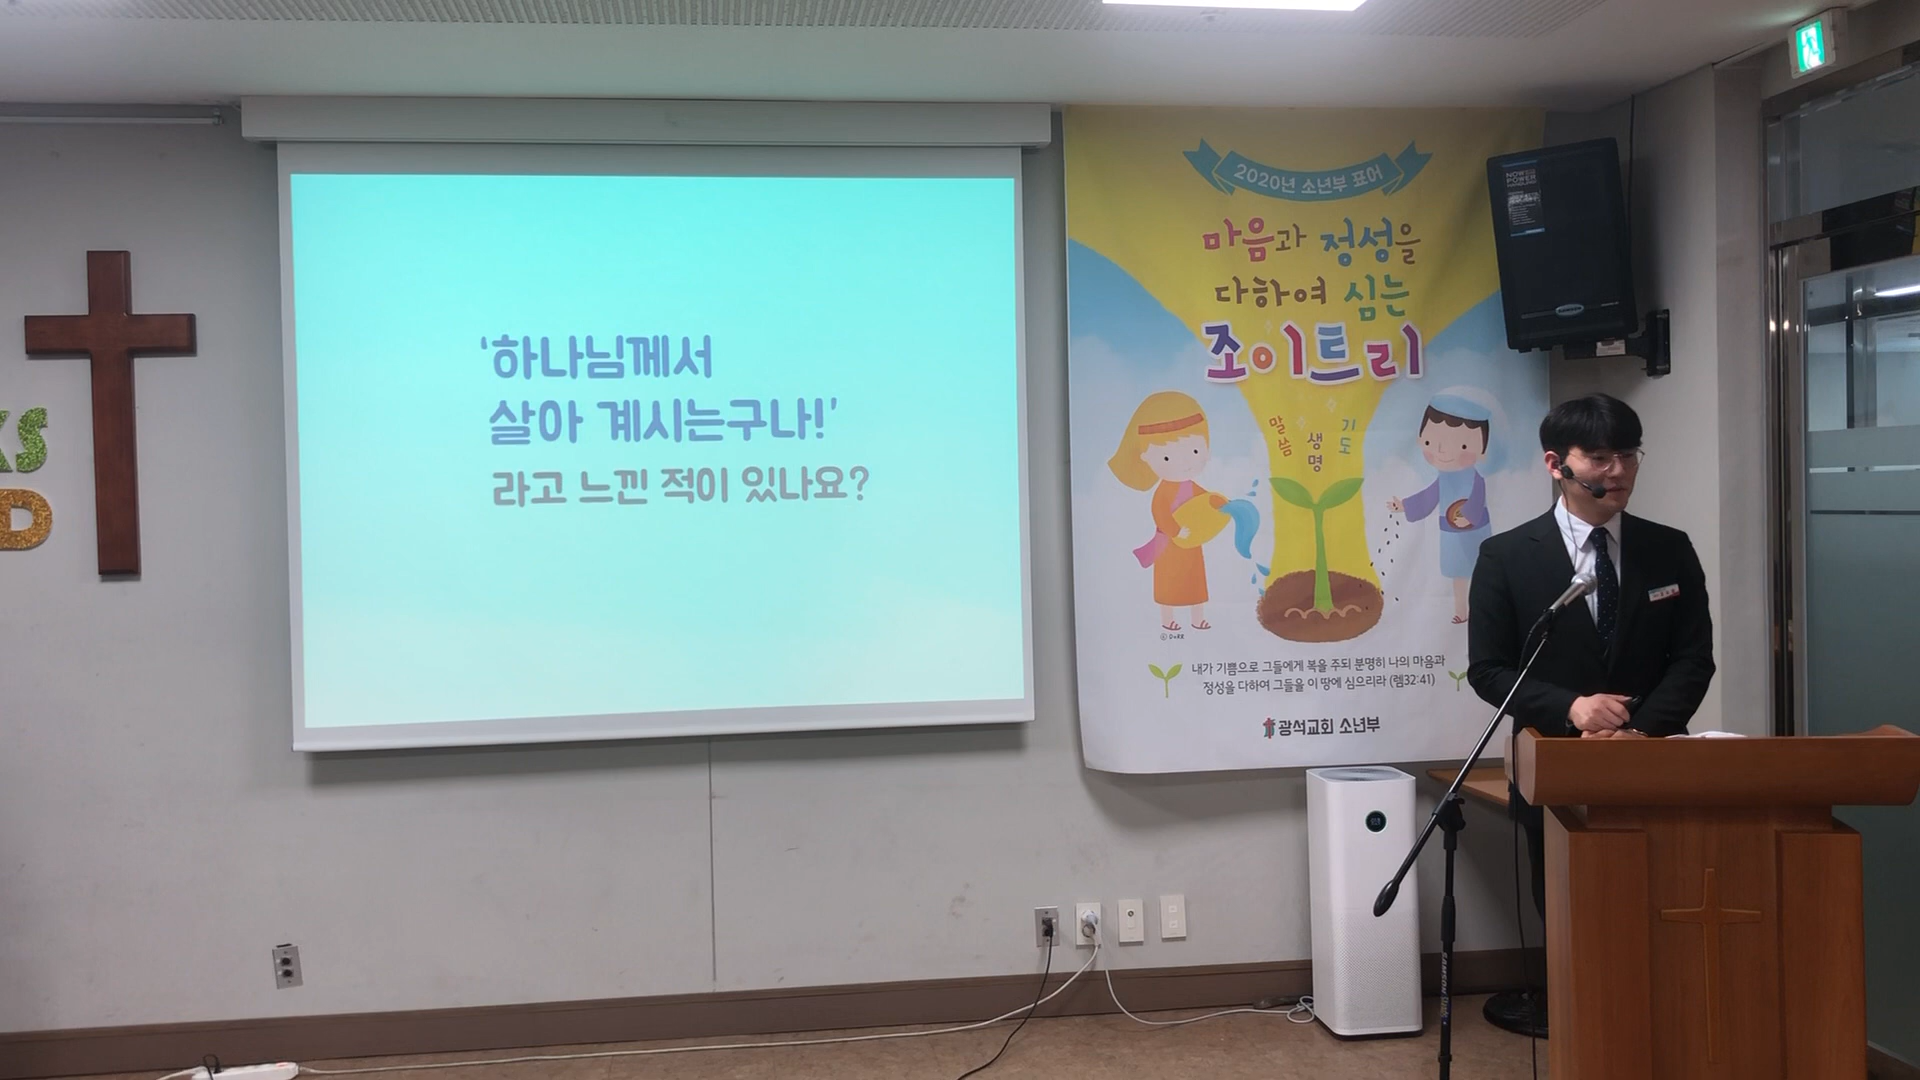 KS
D
‘하나님께서
살아 계시는구나!’
라고 느낀 적이 있나요?
2020년 소년부 표어
마음과 정성을
다하여 심는
조이트리
말씀
생명
기도
내가 기쁨으로 그들에게 복을 주되 분명히 나의 마음과
정성을 다하여 그들을 이 땅에 심으리라 (렘32:41)
광석교회 소년부
NOW
POWER
SAMSON